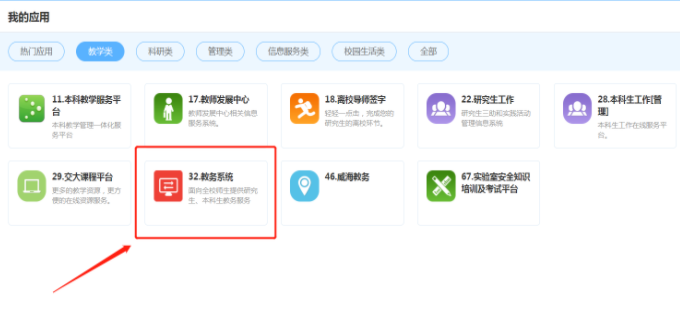 我的应用
热门应用 教学类 科研类 管理类 信息服务类 校园生活类 全部
11.本科教学服务平台
本科教学管理一体化服务平台
17.教师发展中心
教师发展中心相关信息服务系统。
18.离校导师签字
轻轻一点击，完成您的研究生的离校环节。
22.研究生工作
研究生三助和实践活动管理信息系统
28.本科生工作[管理]
本科生工作在线服务平台。
29.交大课程平台
更多的教学资源，更方便的在线资源服务。
32.教务系统
面向全校师生提供研究生、本科生教务服务
46.威海教务
67.实验室安全知识培训及考试平台